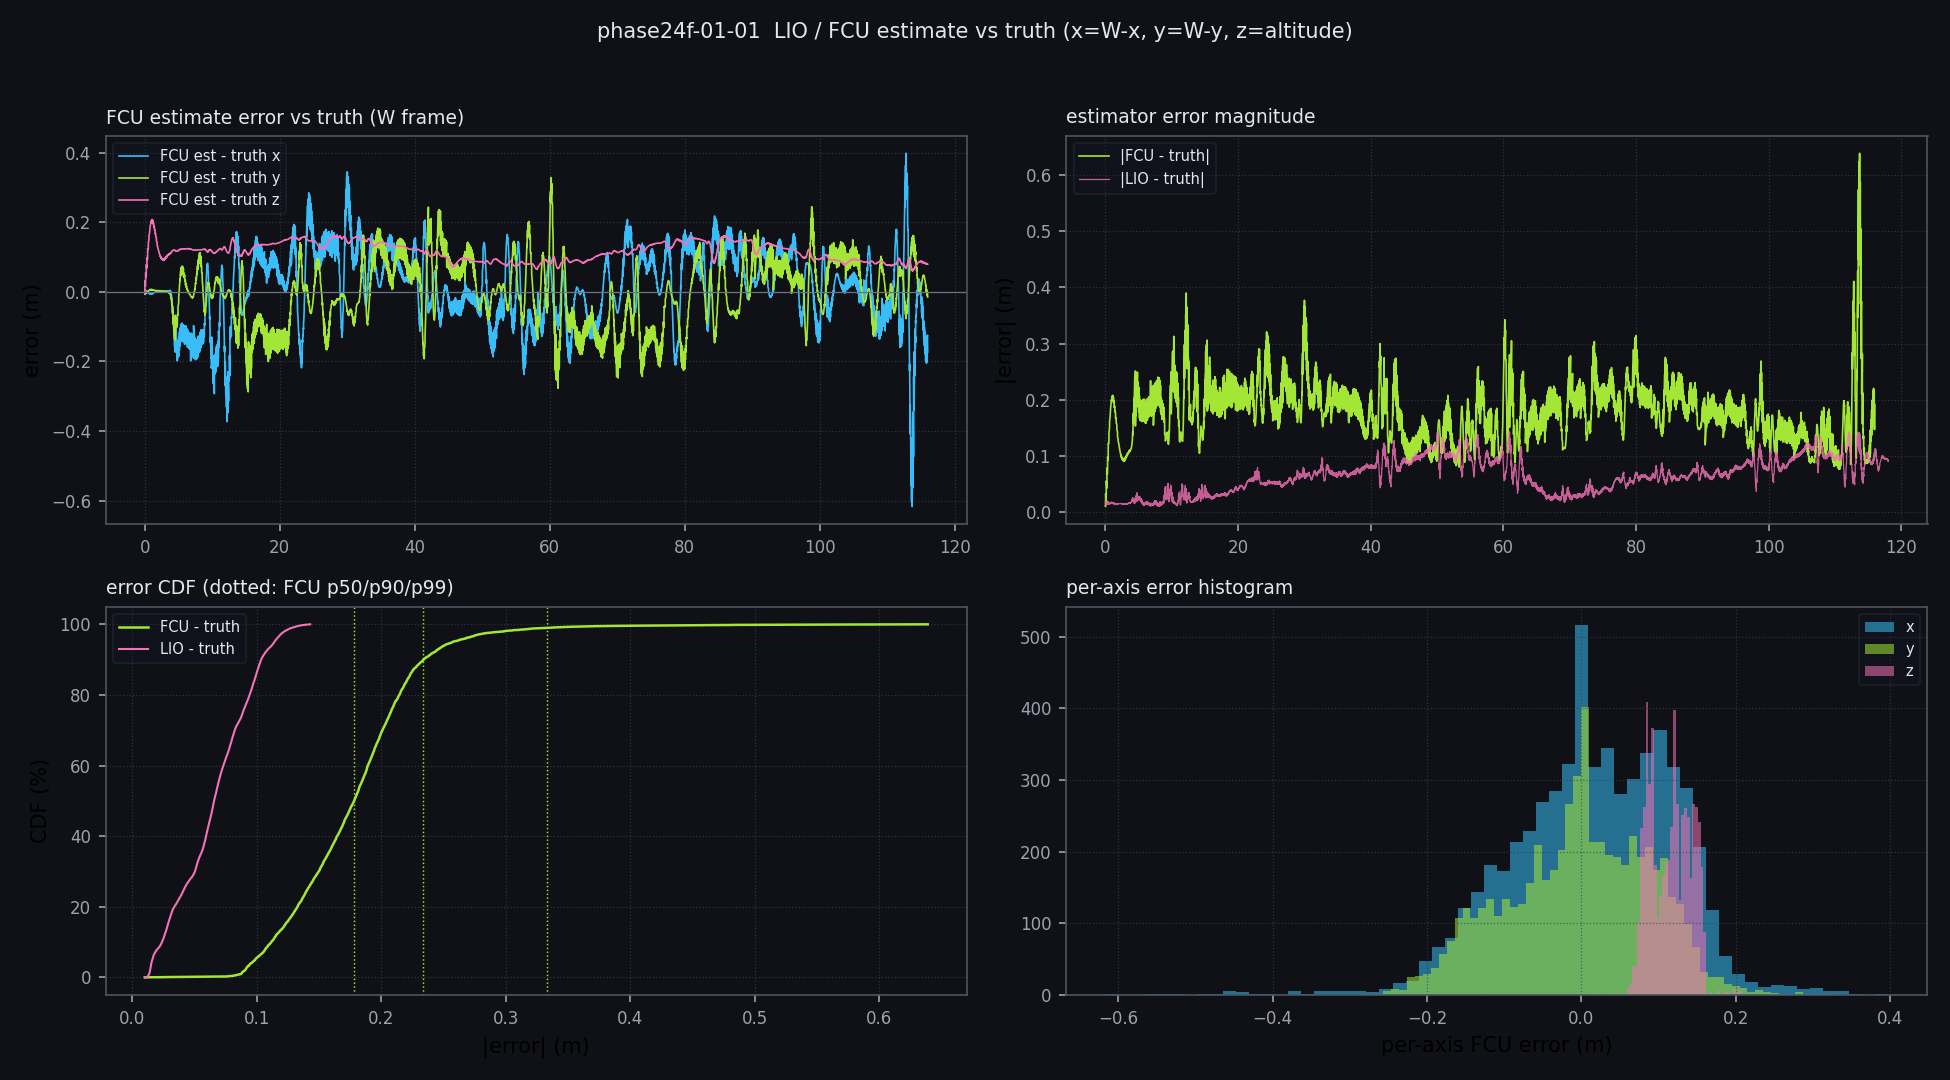 phase24f-01-01  LIO / FCU estimate vs truth (x=W-x, y=W-y, z=altitude)
FCU estimate error vs truth (W frame)
FCU est - truth x
FCU est - truth y
FCU est - truth z
error (m)
0.4
0.2
0.0
−0.2
−0.4
−0.6
0 20 40 60 80 100 120
estimator error magnitude
|FCU - truth|
|LIO - truth|
|error| (m)
0.6
0.5
0.4
0.3
0.2
0.1
0.0
0 20 40 60 80 100 120
error CDF (dotted: FCU p50/p90/p99)
FCU - truth
LIO - truth
CDF (%)
100
80
60
40
20
0
0.0 0.1 0.2 0.3 0.4 0.5 0.6
|error| (m)
per-axis error histogram
x
y
z
500
400
300
200
100
0
−0.6 −0.4 −0.2 0.0 0.2 0.4
per-axis FCU error (m)